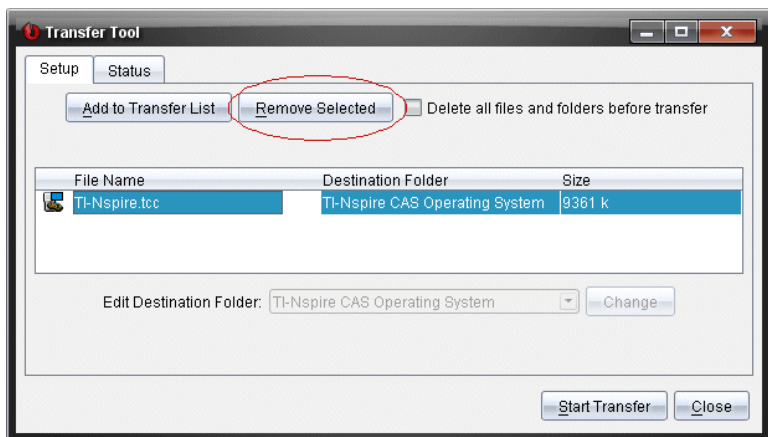 Transfer Tool
Setup Status
Add to Transfer List Remove Selected Delete all files and folders before transfer
File Name Destination Folder Size
TI-Nspire.tcc TI-Nspire CAS Operating System 9361 k
Edit Destination Folder: TI-Nspire CAS Operating System Change
Start Transfer Close